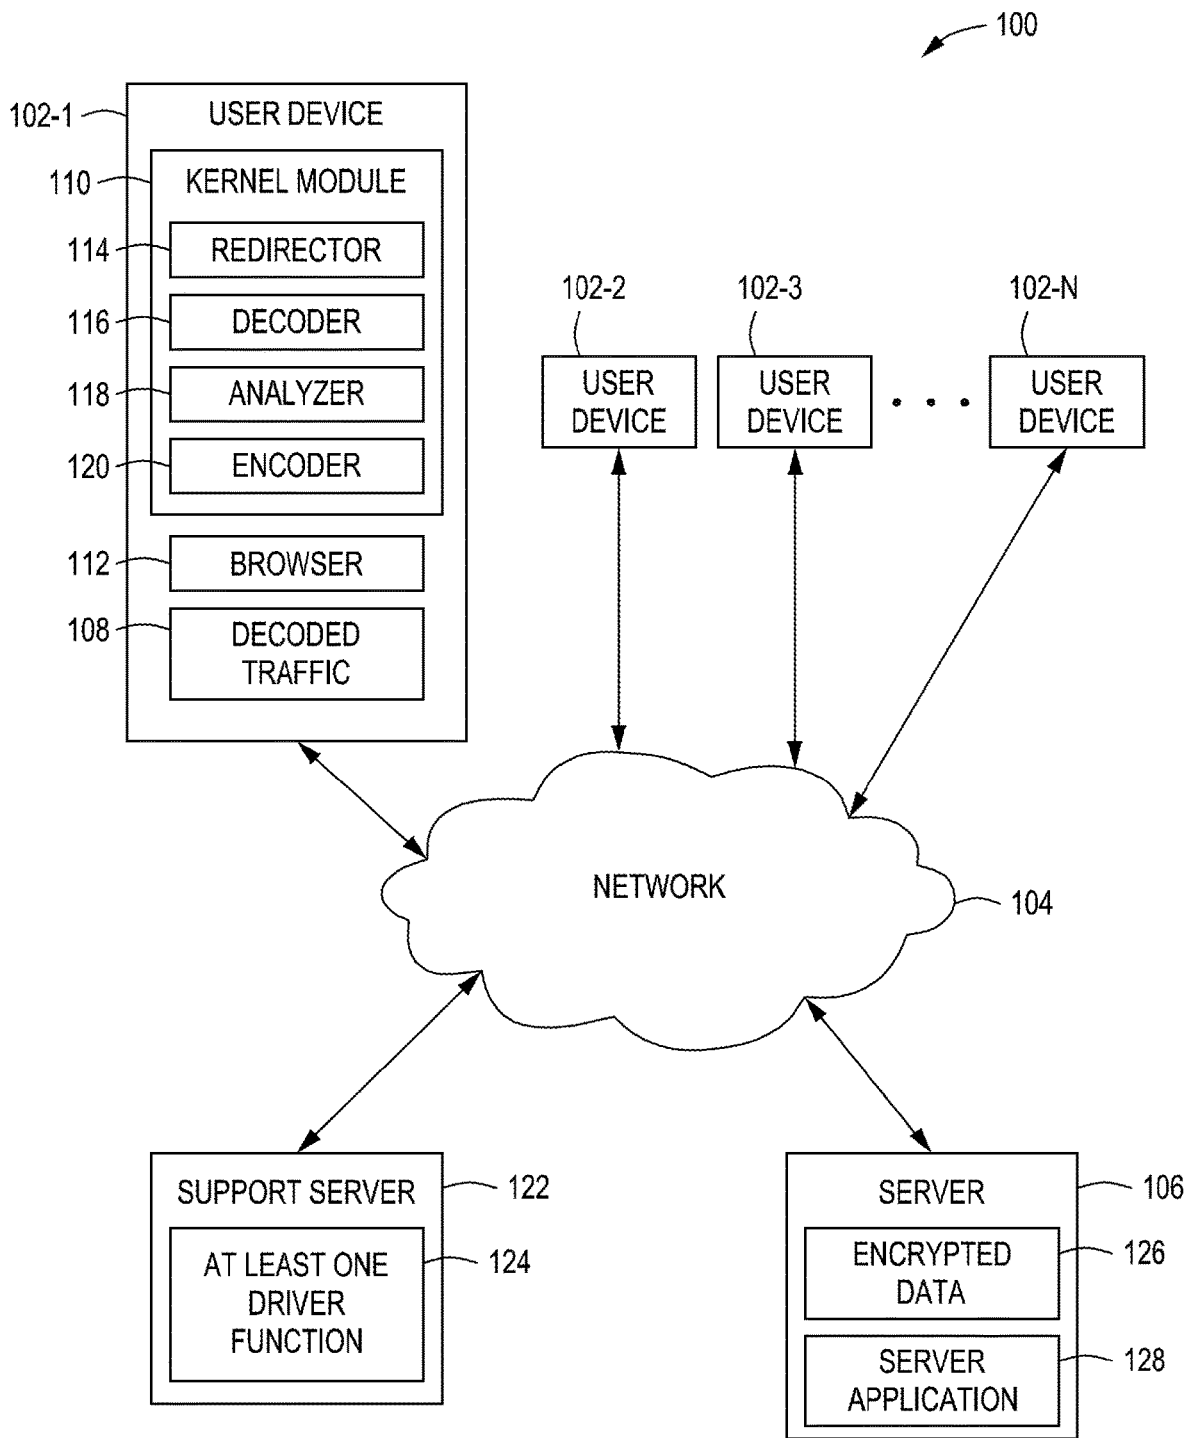 100
102-1
USER DEVICE
110
KERNEL MODULE
114
REDIRECTOR
116
DECODER
118
ANALYZER
120
ENCODER
112
BROWSER
108
DECODED
TRAFFIC
102-2
USER
DEVICE
102-3
USER
DEVICE
102-N
USER
DEVICE
NETWORK
104
SUPPORT SERVER
122
AT LEAST ONE
DRIVER
FUNCTION
124
SERVER
106
ENCRYPTED
DATA
126
SERVER
APPLICATION
128